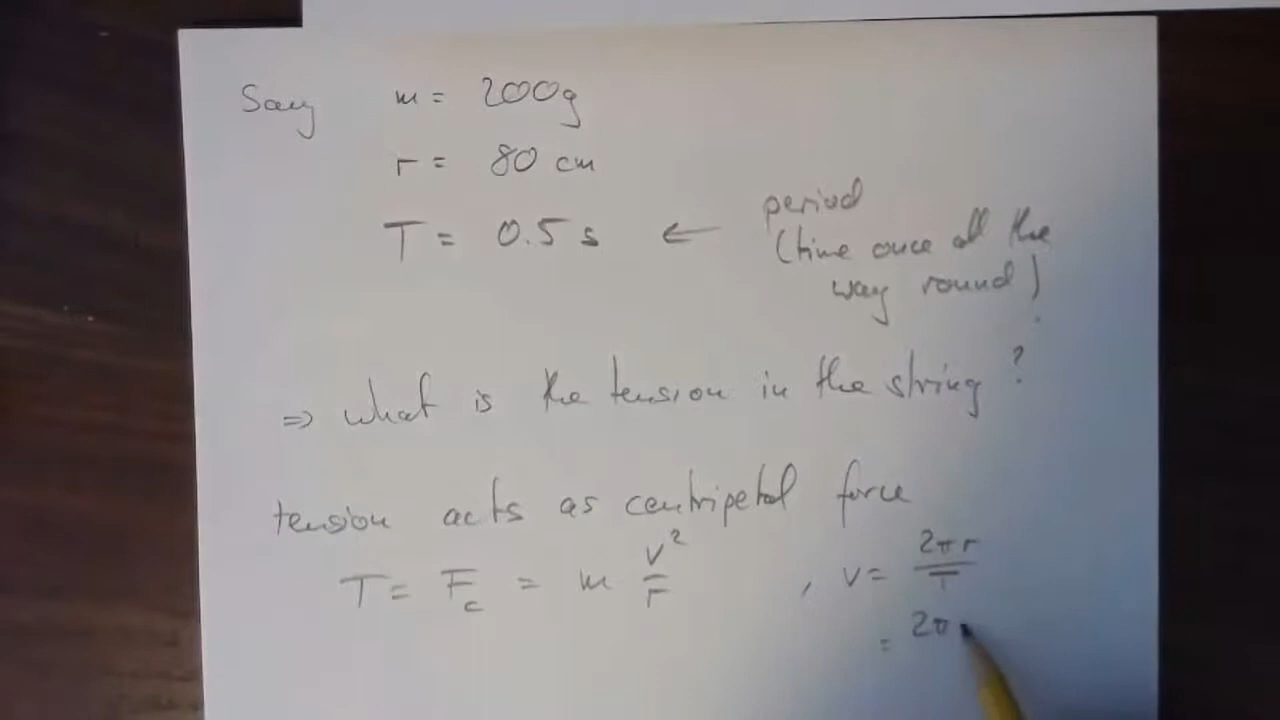 Say m = 200g
r = 80 cm
T = 0.5 s ← period
(time once all the
way round)
⇒ what is the tension in the string?
tension acts as centripetal force
T = F_c = m v²/r , v = 2πr/T
= 2π